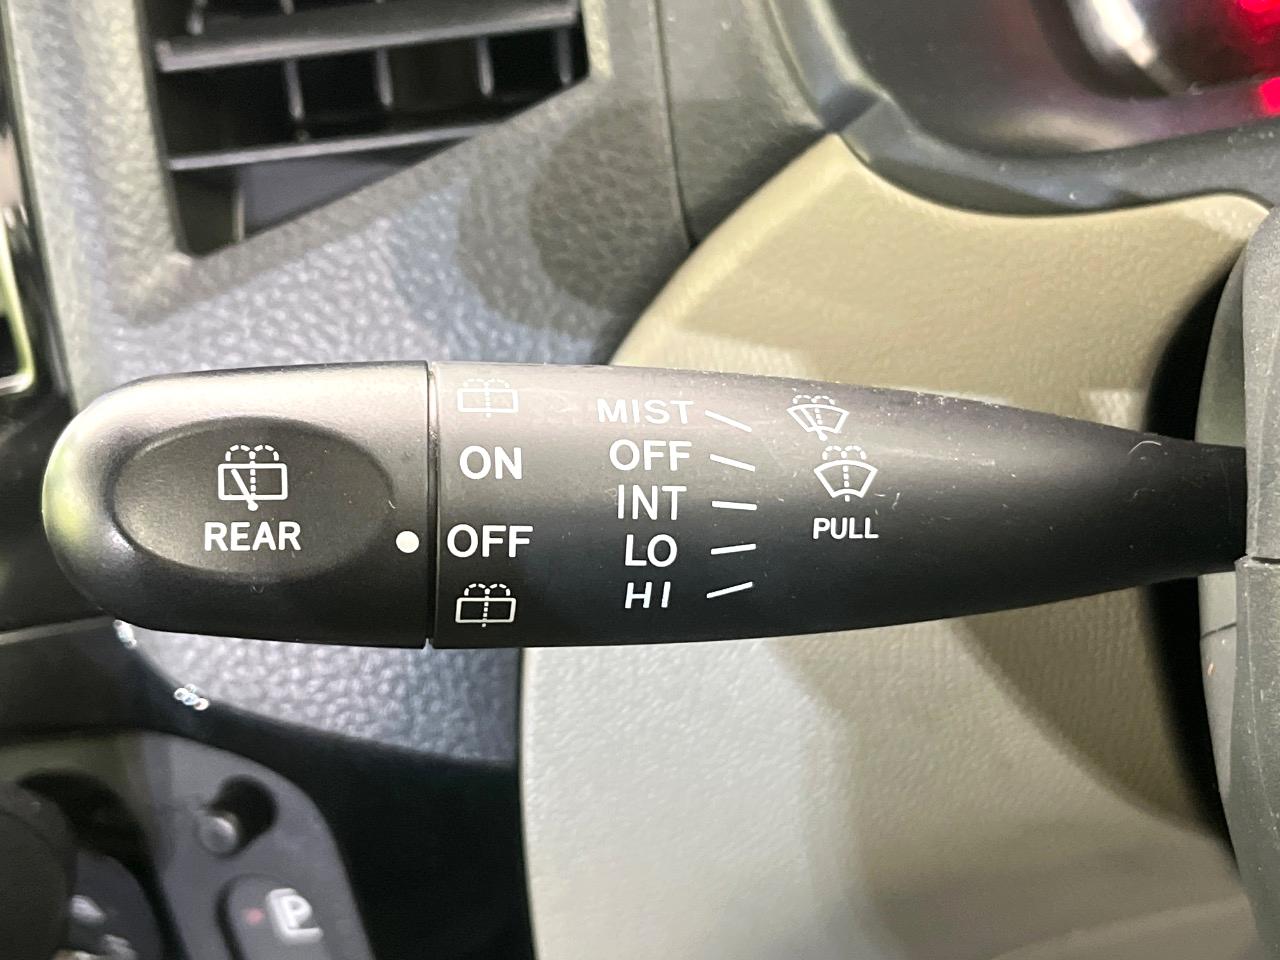 REAR
ON
OFF
MIST
OFF
INT
LO
HI
PULL
P